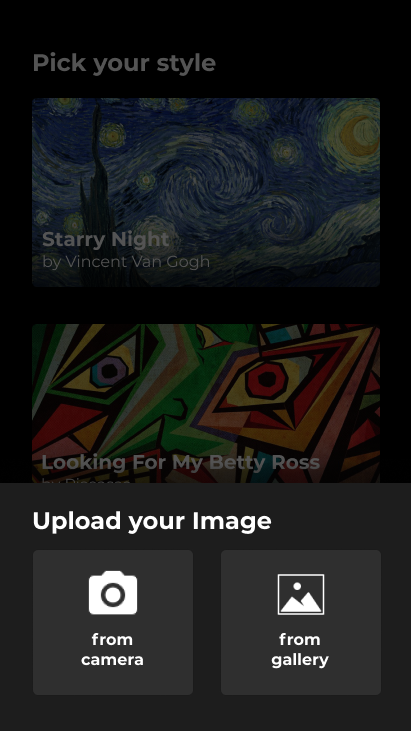 Pick your style
Starry Night
by Vincent Van Gogh
Looking For My Betty Ross
by
Upload your Image
from
camera
from
gallery